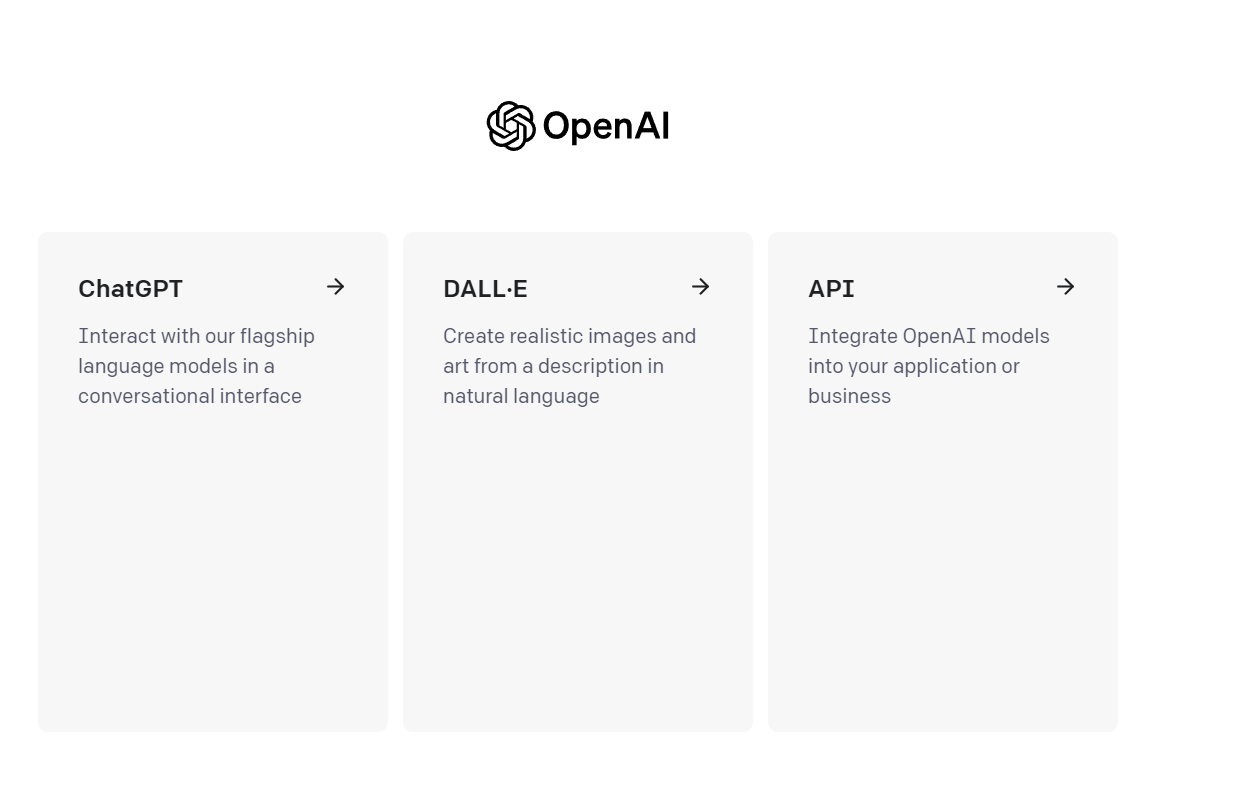 OpenAI
ChatGPT
Interact with our flagship
language models in a
conversational interface
DALL·E
Create realistic images and
art from a description in
natural language
API
Integrate OpenAI models
into your application or
business